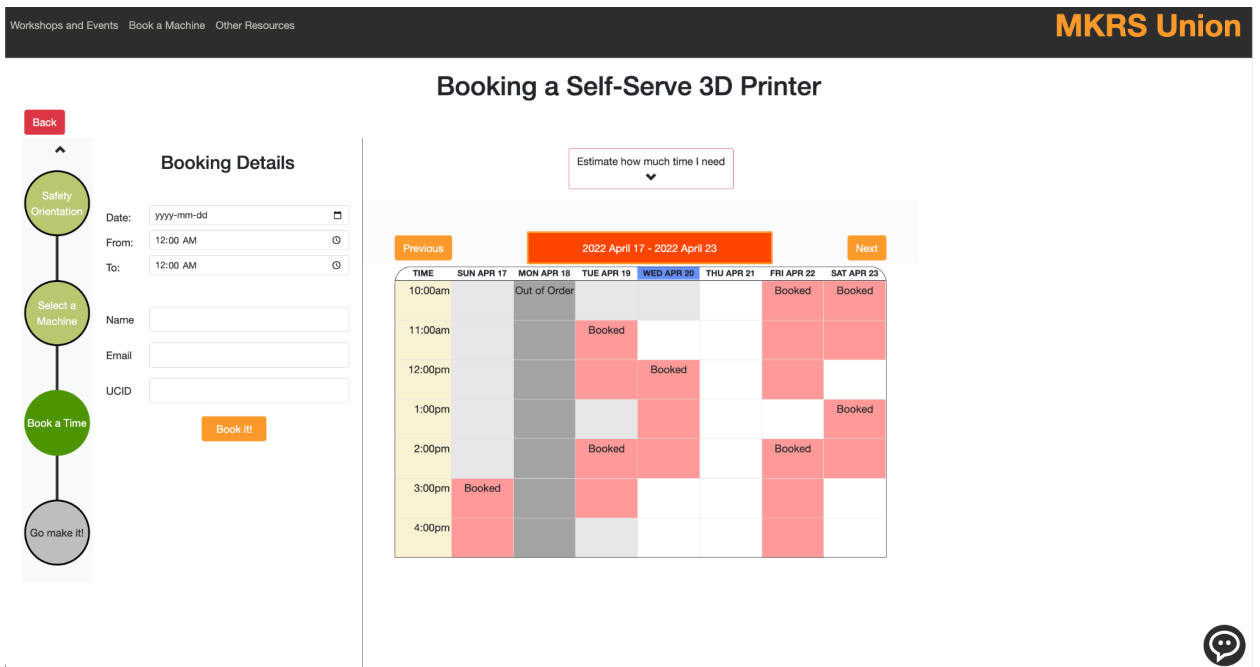 Workshops and Events Book a Machine Other Resources
MKRS Union
Booking a Self-Serve 3D Printer
Back
Safety
Orientation
Select a
Machine
Book a Time
Go make it!
Booking Details
Date: yyyy-mm-dd
From: 12:00 AM
To: 12:00 AM
Name
Email
UCID
Book it!
Estimate how much time I need
Previous 2022 April 17 - 2022 April 23 Next
TIME SUN APR 17 MON APR 18 TUE APR 19 WED APR 20 THU APR 21 FRI APR 22 SAT APR 23
10:00am Out of Order Booked Booked
11:00am Booked
12:00pm Booked
1:00pm Booked
2:00pm Booked Booked
3:00pm Booked
4:00pm